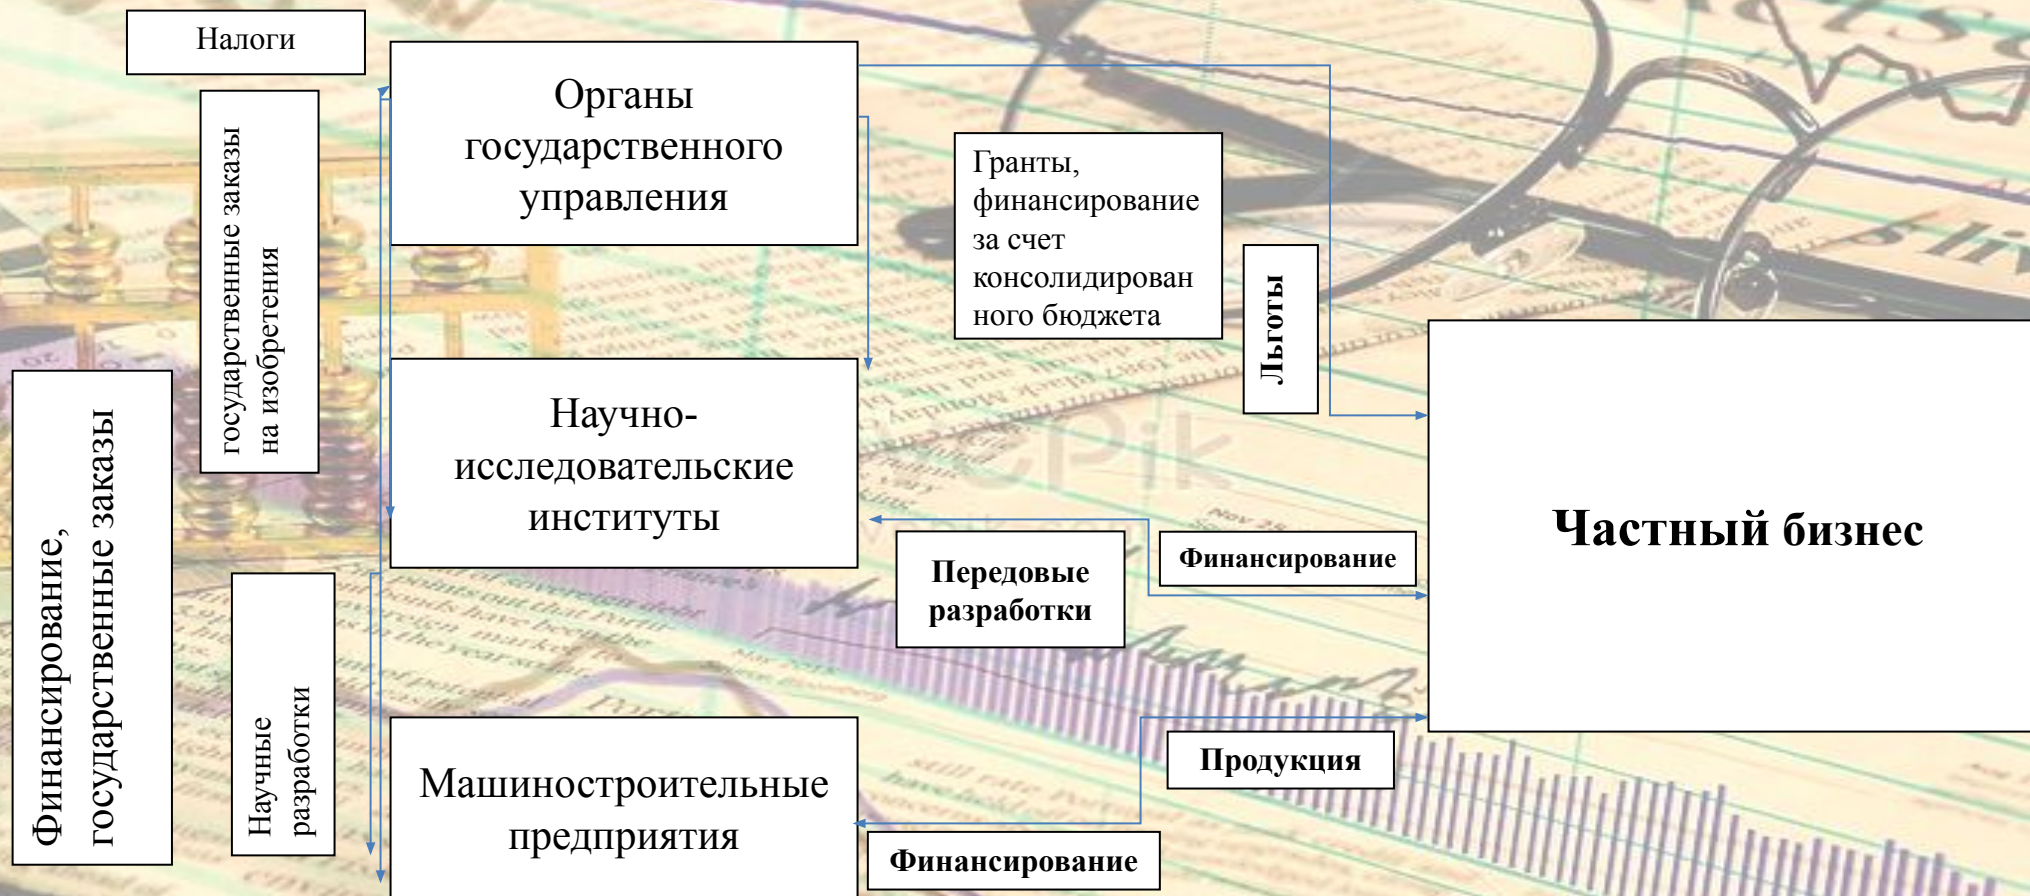 Налоги
Органы
государственного
управления
государственные заказы
на изобретения
Гранты,
финансирование
за счет
консолидирован
ного бюджета
Льготы
Финансирование,
государственные заказы
Научно-
исследовательские
институты
Частный бизнес
Передовые
разработки
Финансирование
Научные
разработки
Машиностроительные
предприятия
Продукция
Финансирование